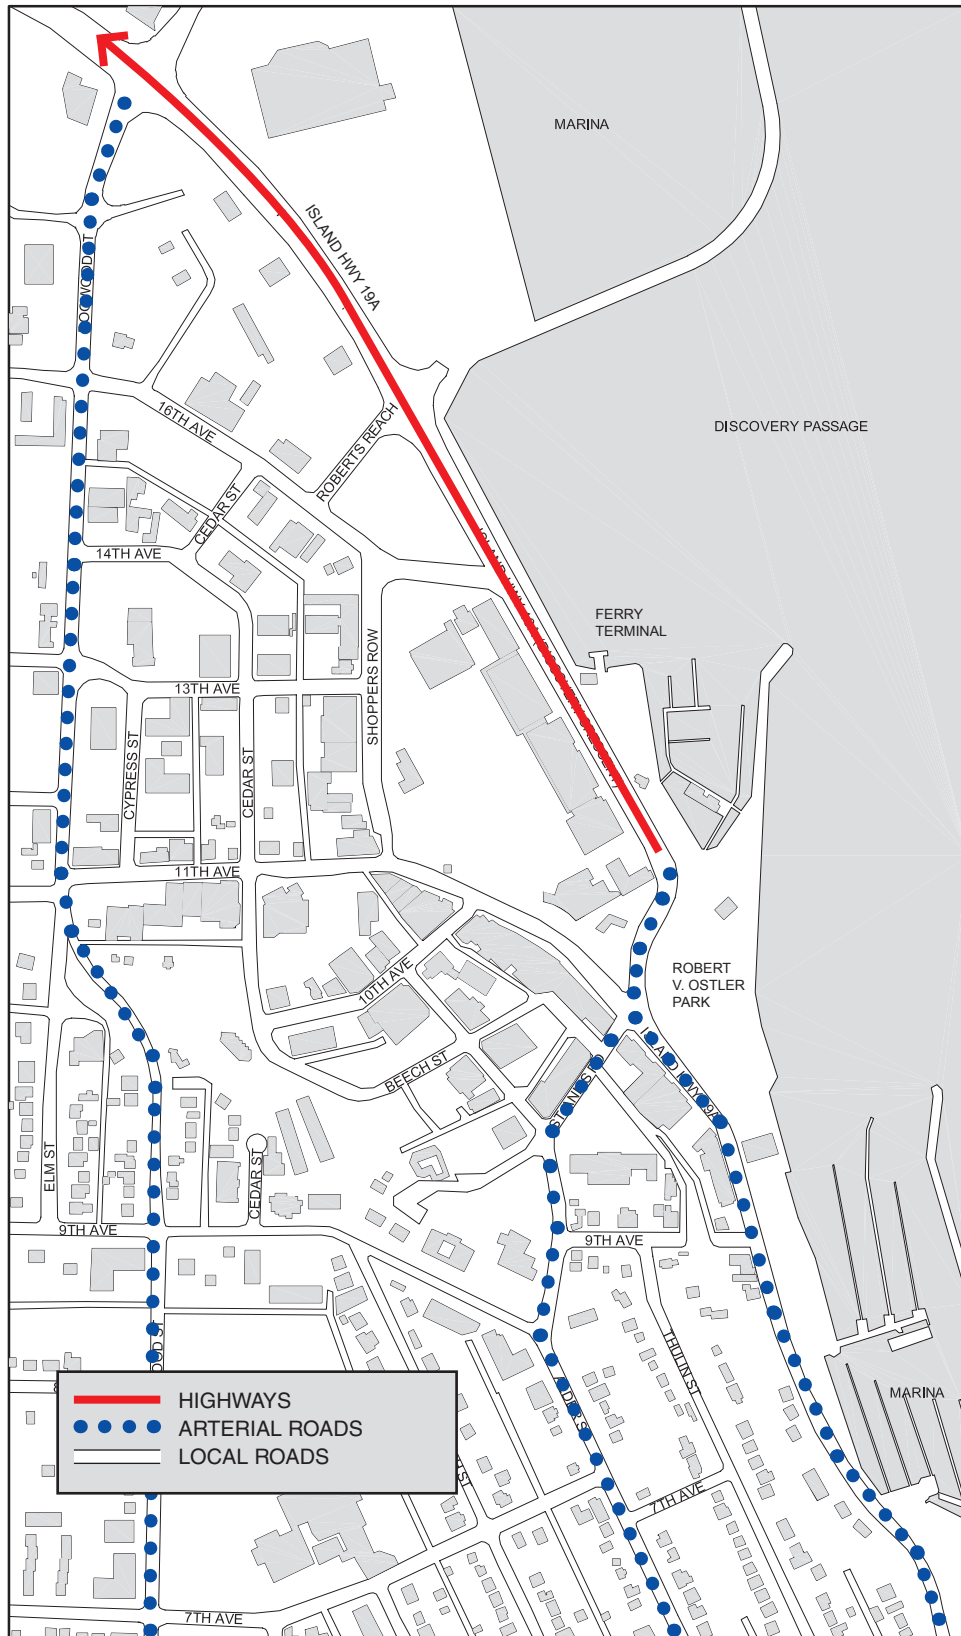 MARINA
ISLAND HWY 19A
DISCOVERY PASSAGE
16TH AVE
ROBERTS REACH
CEDAR ST
14TH AVE
FERRY
TERMINAL
13TH AVE
SHOPPERS ROW
CYPRESS ST
CEDAR ST
11TH AVE
ROBERT
V. OSTLER
PARK
10TH AVE
BEECH ST
ELM ST
CEDAR ST
9TH AVE
9TH AVE
THULIN ST
MARINA
HIGHWAYS
ARTERIAL ROADS
LOCAL ROADS
7TH AVE
7TH AVE